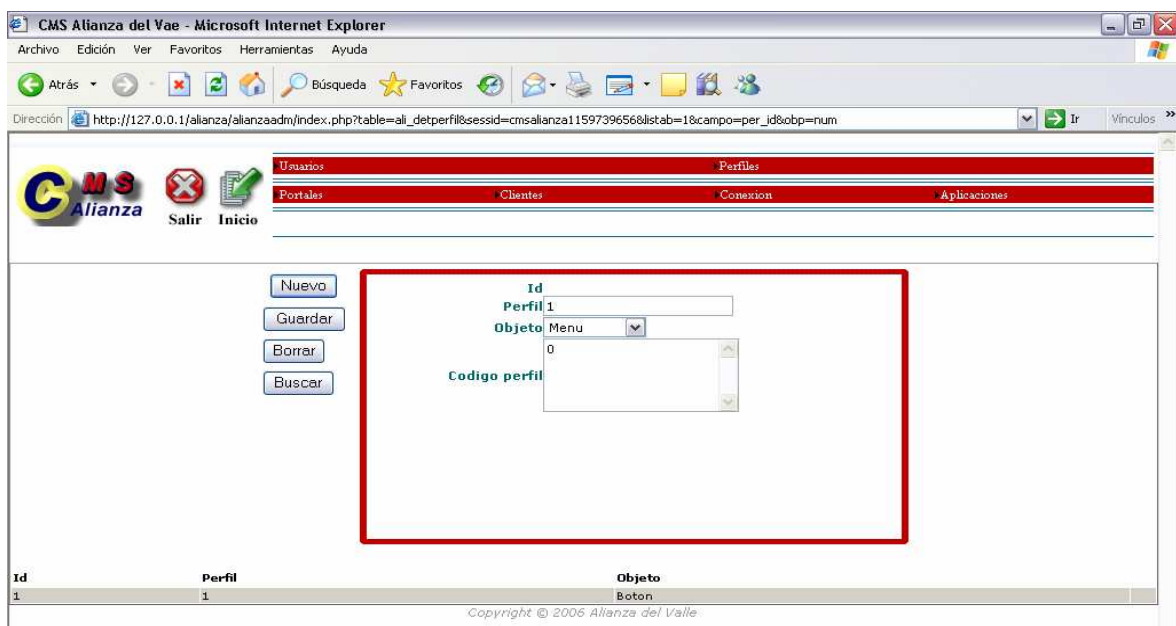 CMS Alianza del Vae - Microsoft Internet Explorer
Archivo Edición Ver Favoritos Herramientas Ayuda
Atrás Búsqueda Favoritos
Dirección http://127.0.0.1/alianza/alianzaadm/index.php?table=ali_detperfil&sessid=cmsalianza1159739656&listab=1&campo=per_id&obp=num Ir Vínculos »
CMS Alianza
Salir Inicio
Usuarios Perfiles
Portales Clientes Conexion Aplicaciones
Nuevo
Guardar
Borrar
Buscar
Id
Perfil 1
Objeto Menu
Codigo perfil 0
Id Perfil Objeto
1 1 Boton
Copyright © 2006 Alianza del Valle